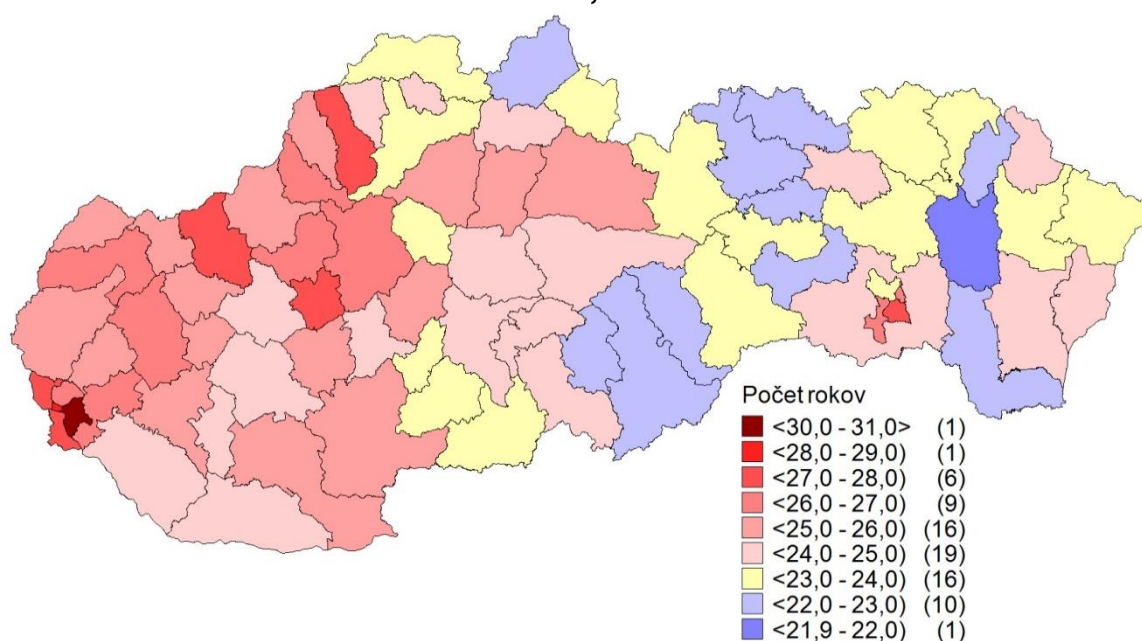 Počet rokov
<30,0 - 31,0> (1)
<28,0 - 29,0) (1)
<27,0 - 28,0) (6)
<26,0 - 27,0) (9)
<25,0 - 26,0) (16)
<24,0 - 25,0) (19)
<23,0 - 24,0) (16)
<22,0 - 23,0) (10)
<21,9 - 22,0) (1)